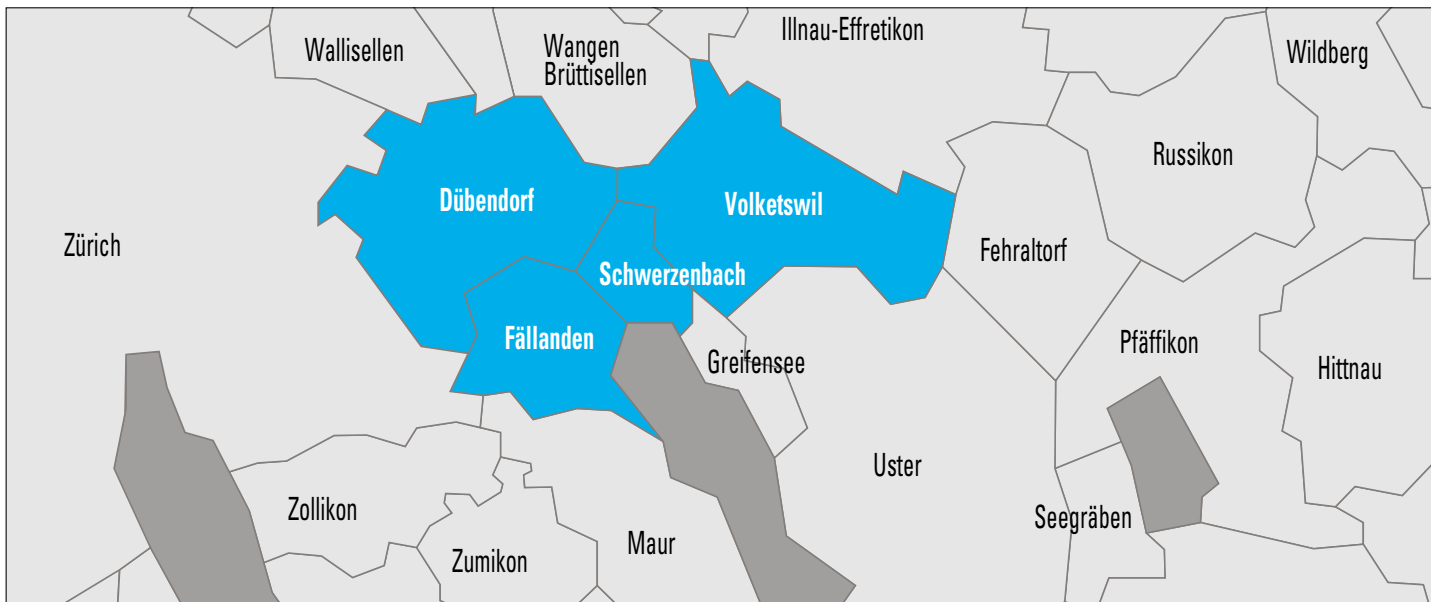 Illnau-Effretikon
Wallisellen
Wangen
Brüttisellen
Wildberg
Russikon
Dübendorf
Volketswil
Zürich
Fehraltorf
Schwerzenbach
Fällanden
Greifensee
Pfäffikon
Hittnau
Uster
Zollikon
Seegräben
Maur
Zumikon